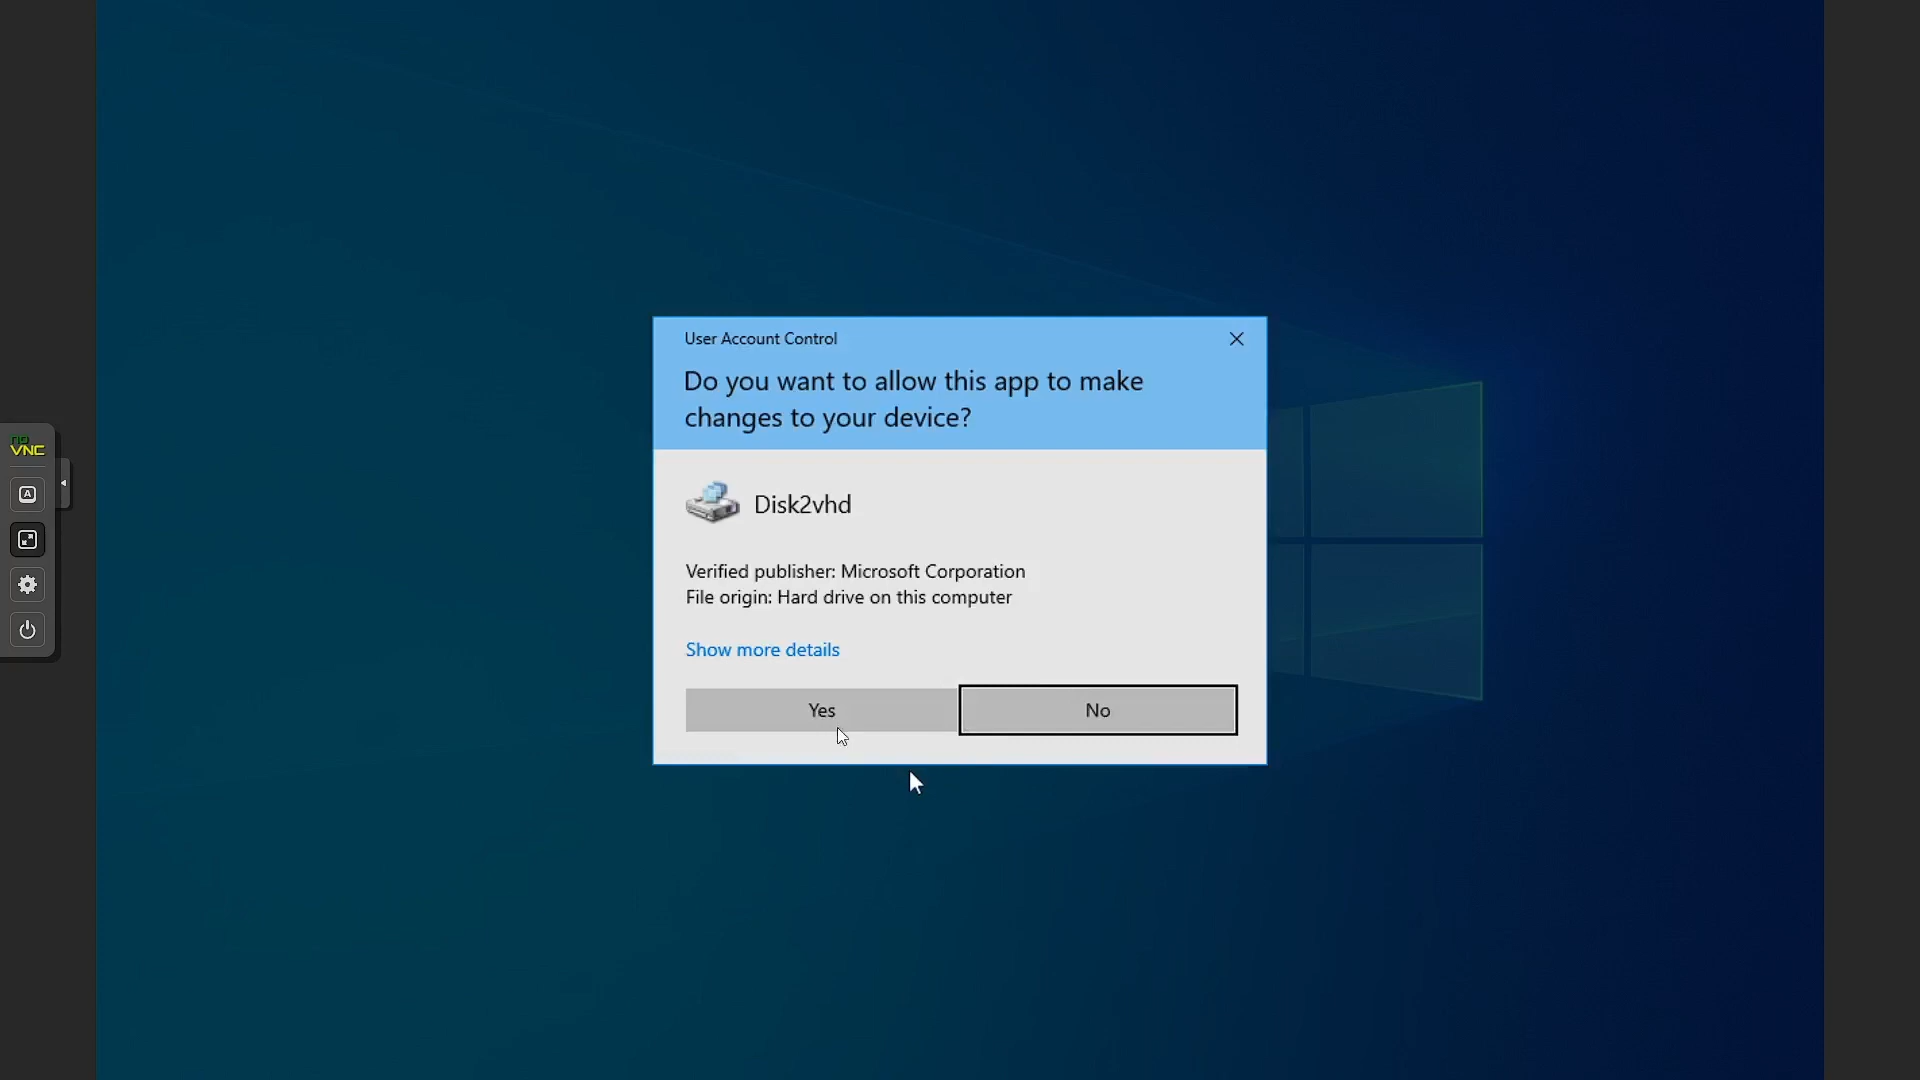 User Account Control
Do you want to allow this app to make
changes to your device?
Disk2vhd
Verified publisher: Microsoft Corporation
File origin: Hard drive on this computer
Show more details
Yes
No
no
VNC
A